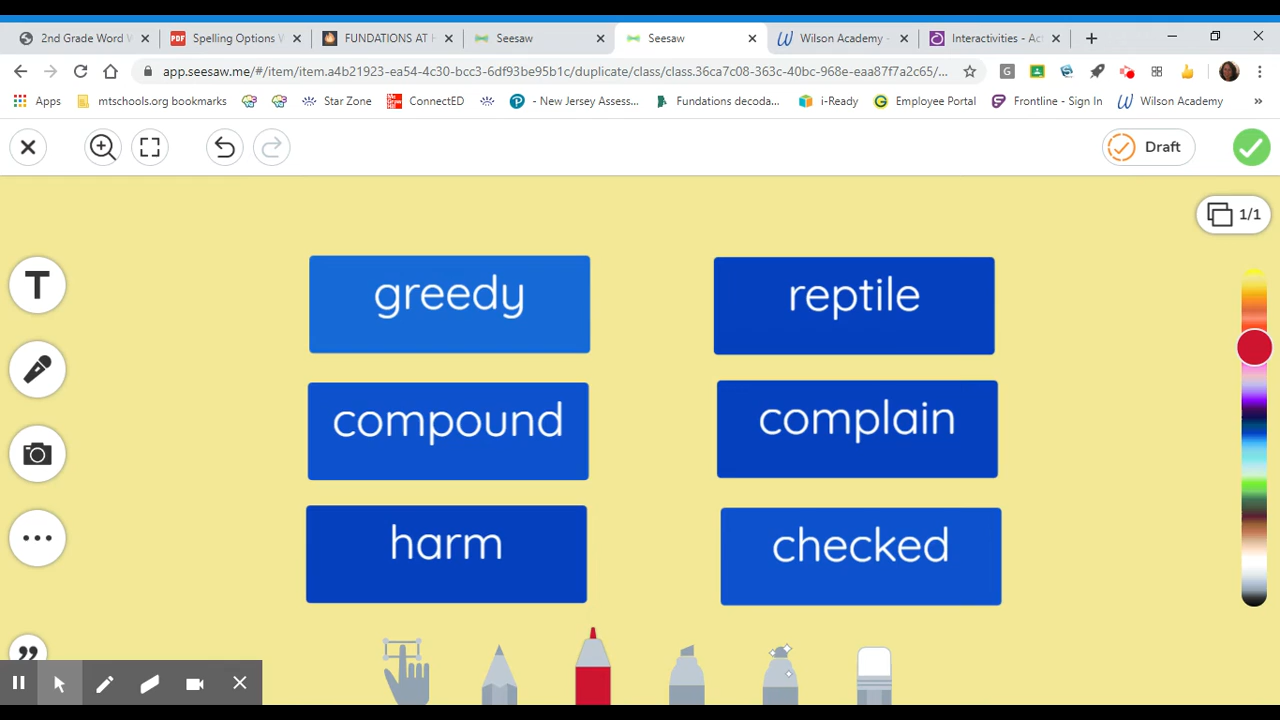 2nd Grade Word W
Spelling Options W
FUNDATIONS AT H
Seesaw
Seesaw
Wilson Academy -
Interactivities - Act
app.seesaw.me/#/item/item.a4b21823-ea54-4c30-bcc3-6df93be95b1c/duplicate/class/class.36ca7c08-363c-40bc-968e-eaa87f7a2c65/...
Apps
mtschools.org bookmarks
Star Zone
ConnectED
- New Jersey Assess...
Fundations decoda...
i-Ready
Employee Portal
Frontline - Sign In
Wilson Academy
»
Draft
1/1
T
greedy
reptile
compound
complain
harm
checked